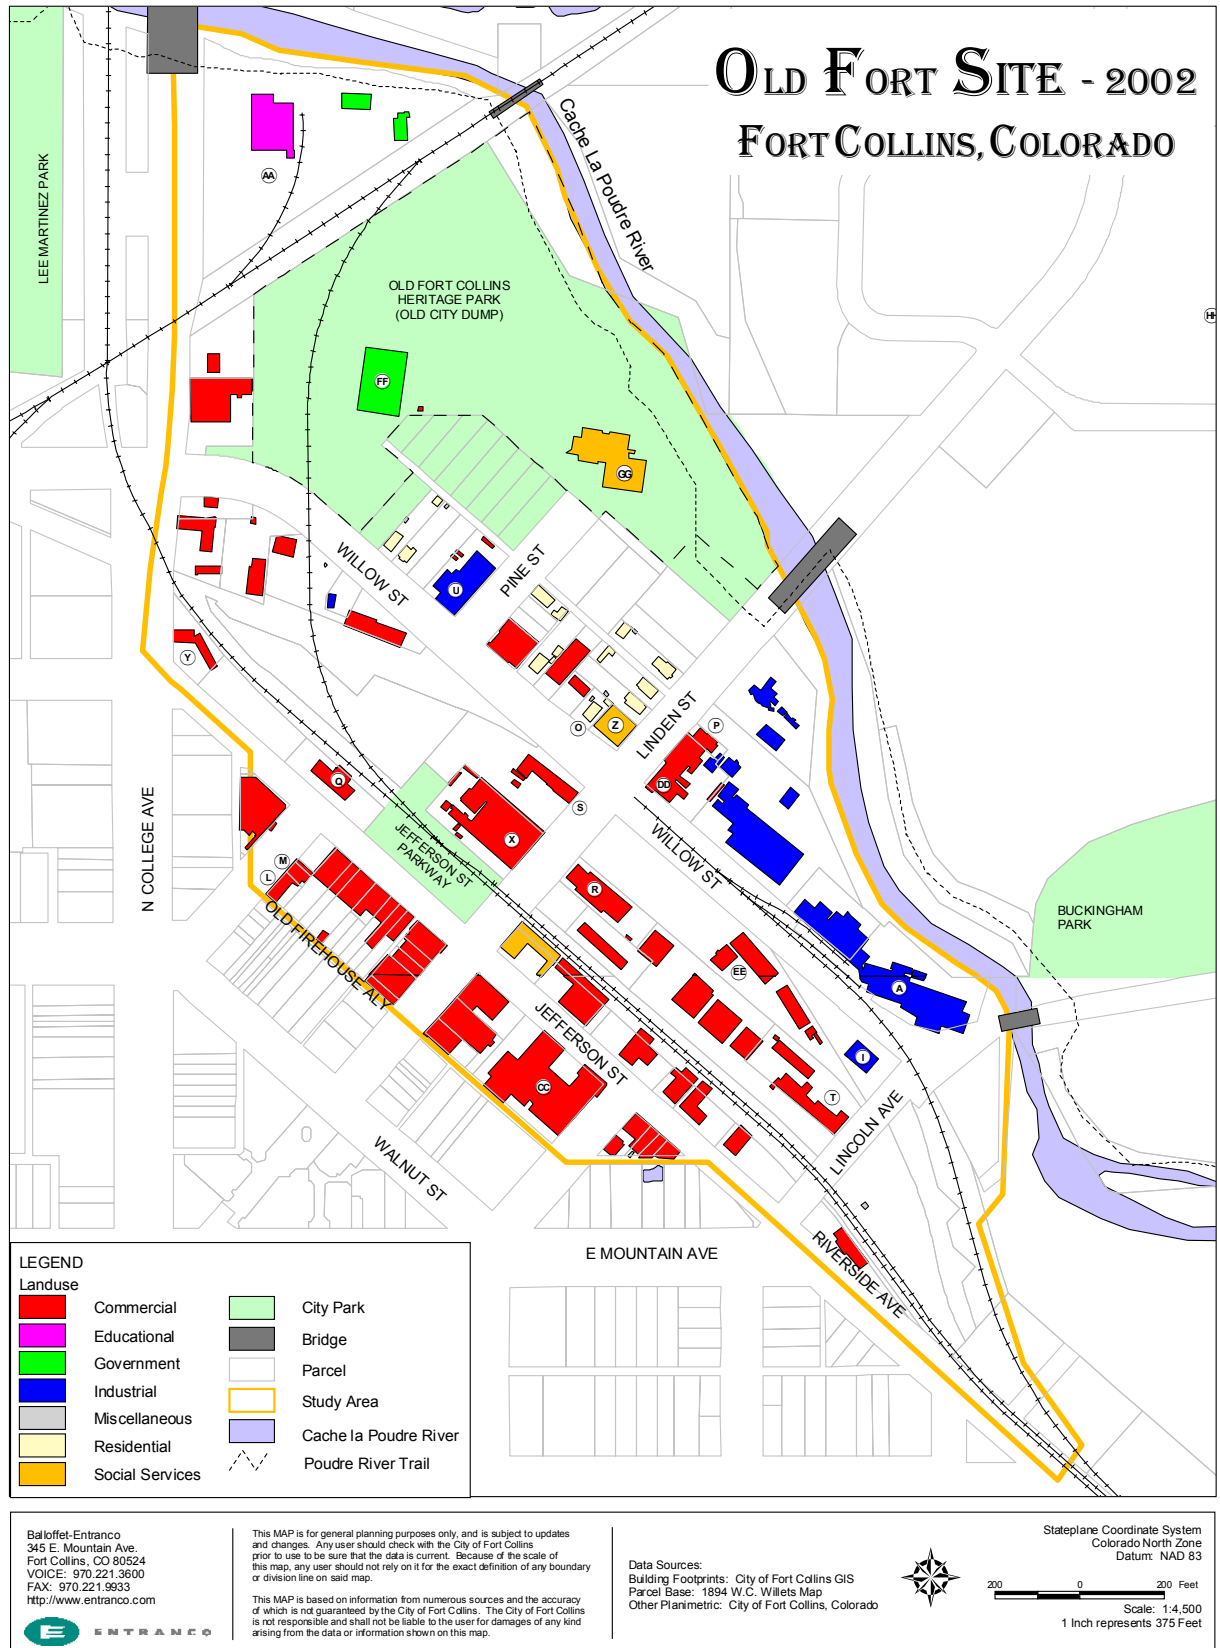 OLD FORT SITE - 2002
FORT COLLINS, COLORADO
LEE MARTINEZ PARK
Cache La Poudre River
AA
HH
OLD FORT COLLINS
HERITAGE PARK
(OLD CITY DUMP)
FF
GG
WILLOW ST
PINE ST
U
Y
O
Z
LINDEN ST
P
DD
Q
S
X
JEFFERSON ST
PARKWAY
WILLOW ST
N COLLEGE AVE
M
L
R
OLD FIREHOUSE ALY
BUCKINGHAM
PARK
EE
A
JEFFERSON ST
I
CC
T
LINCOLN AVE
WALNUT ST
E MOUNTAIN AVE
RIVERSIDE AVE
LEGEND
Landuse
Commercial
Educational
Government
Industrial
Miscellaneous
Residential
Social Services
City Park
Bridge
Parcel
Study Area
Cache la Poudre River
Poudre River Trail
Balloffet-Entranco
345 E. Mountain Ave.
Fort Collins, CO 80524
VOICE: 970.221.3600
FAX: 970.221.9933
http://www.entranco.com
E ENTRANCO
This MAP is for general planning purposes only, and is subject to updates
and changes. Any user should check with the City of Fort Collins
prior to use to be sure that the data is current. Because of the scale of
this map, any user should not rely on it for the exact definition of any boundary
or division line on said map.
This MAP is based on information from numerous sources and the accuracy
of which is not guaranteed by the City of Fort Collins. The City of Fort Collins
is not responsible and shall not be liable to the user for damages of any kind
arising from the data or information shown on this map.
Data Sources:
Building Footprints: City of Fort Collins GIS
Parcel Base: 1894 W.C. Willets Map
Other Planimetric: City of Fort Collins, Colorado
Stateplane Coordinate System
Colorado North Zone
Datum: NAD 83
200 0 200 Feet
Scale: 1:4,500
1 Inch represents 375 Feet